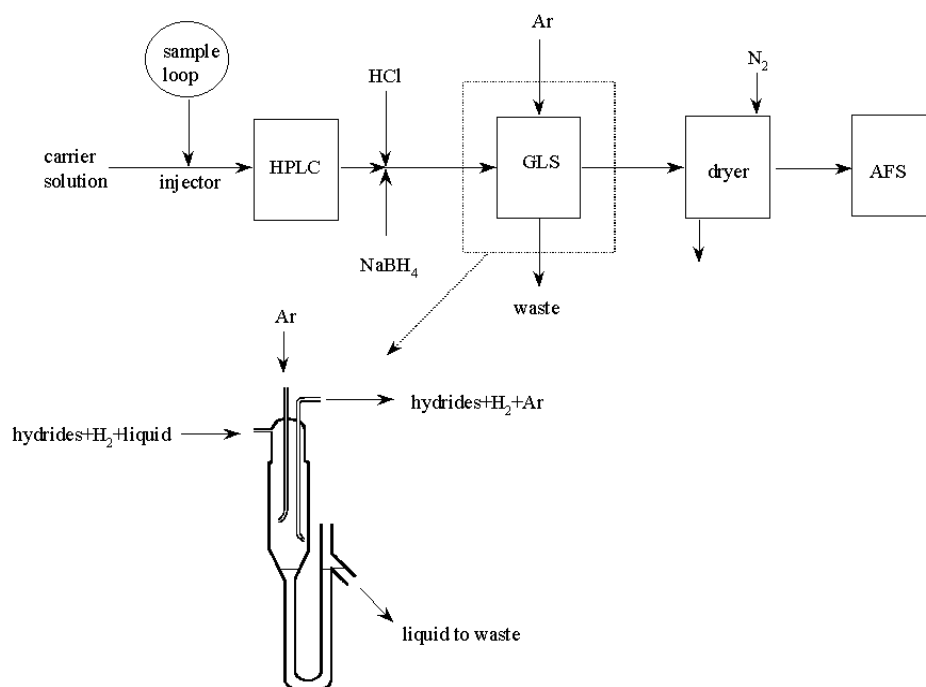 sample
loop
carrier
solution
injector
HPLC
HCl
NaBH₄
Ar
GLS
waste
N₂
dryer
AFS
Ar
hydrides+H₂+Ar
hydrides+H₂+liquid
liquid to waste